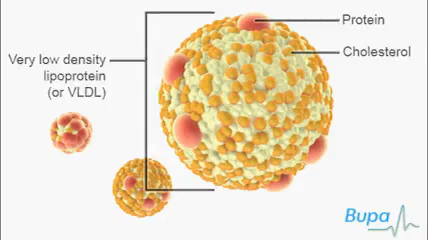 Protein
Cholesterol
Very low density
lipoprotein
(or VLDL)
Bupa